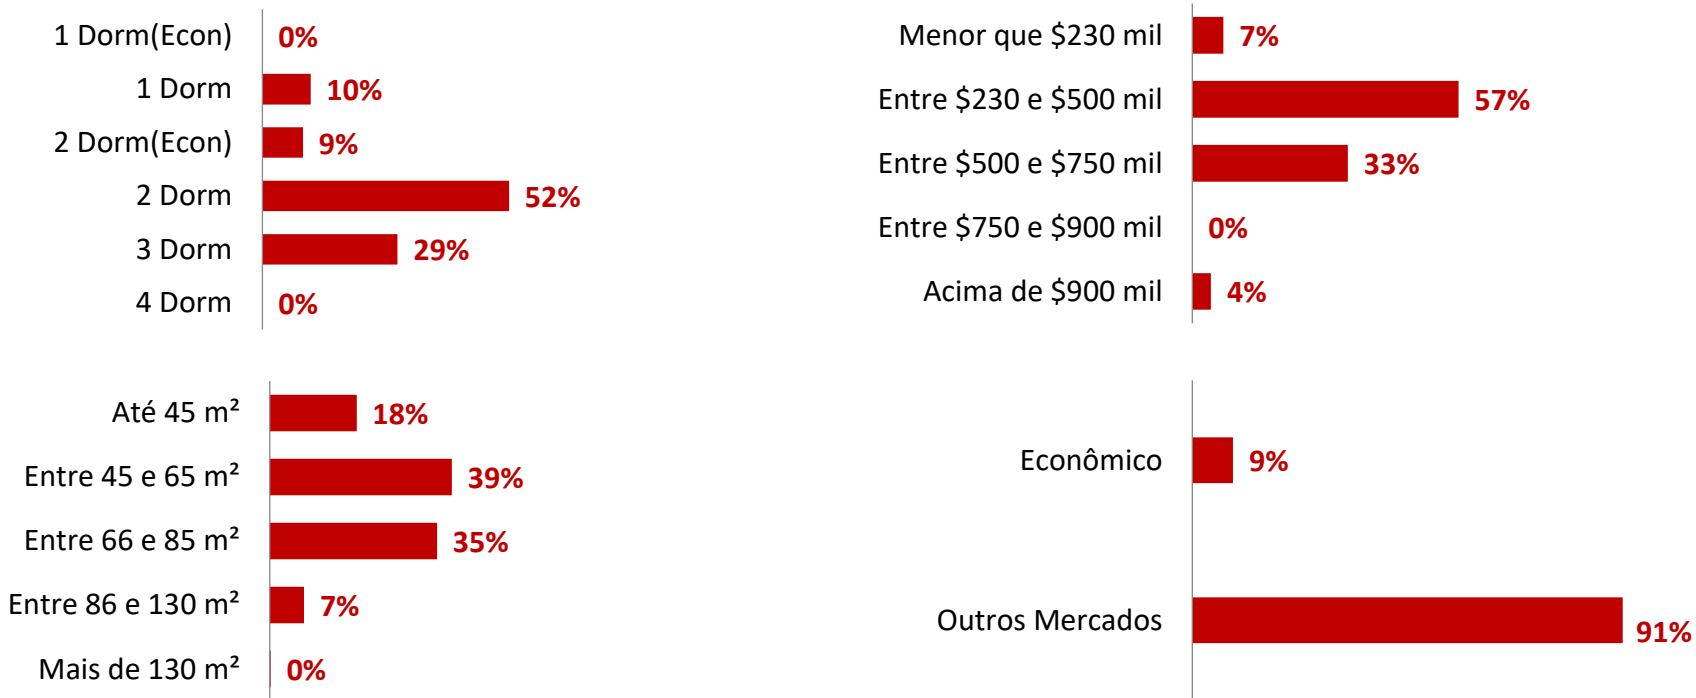 1 Dorm(Econ) 0%
1 Dorm 10%
2 Dorm(Econ) 9%
2 Dorm 52%
3 Dorm 29%
4 Dorm 0%
Menor que $230 mil 7%
Entre $230 e $500 mil 57%
Entre $500 e $750 mil 33%
Entre $750 e $900 mil 0%
Acima de $900 mil 4%
Até 45 m² 18%
Entre 45 e 65 m² 39%
Entre 66 e 85 m² 35%
Entre 86 e 130 m² 7%
Mais de 130 m² 0%
Econômico 9%
Outros Mercados 91%